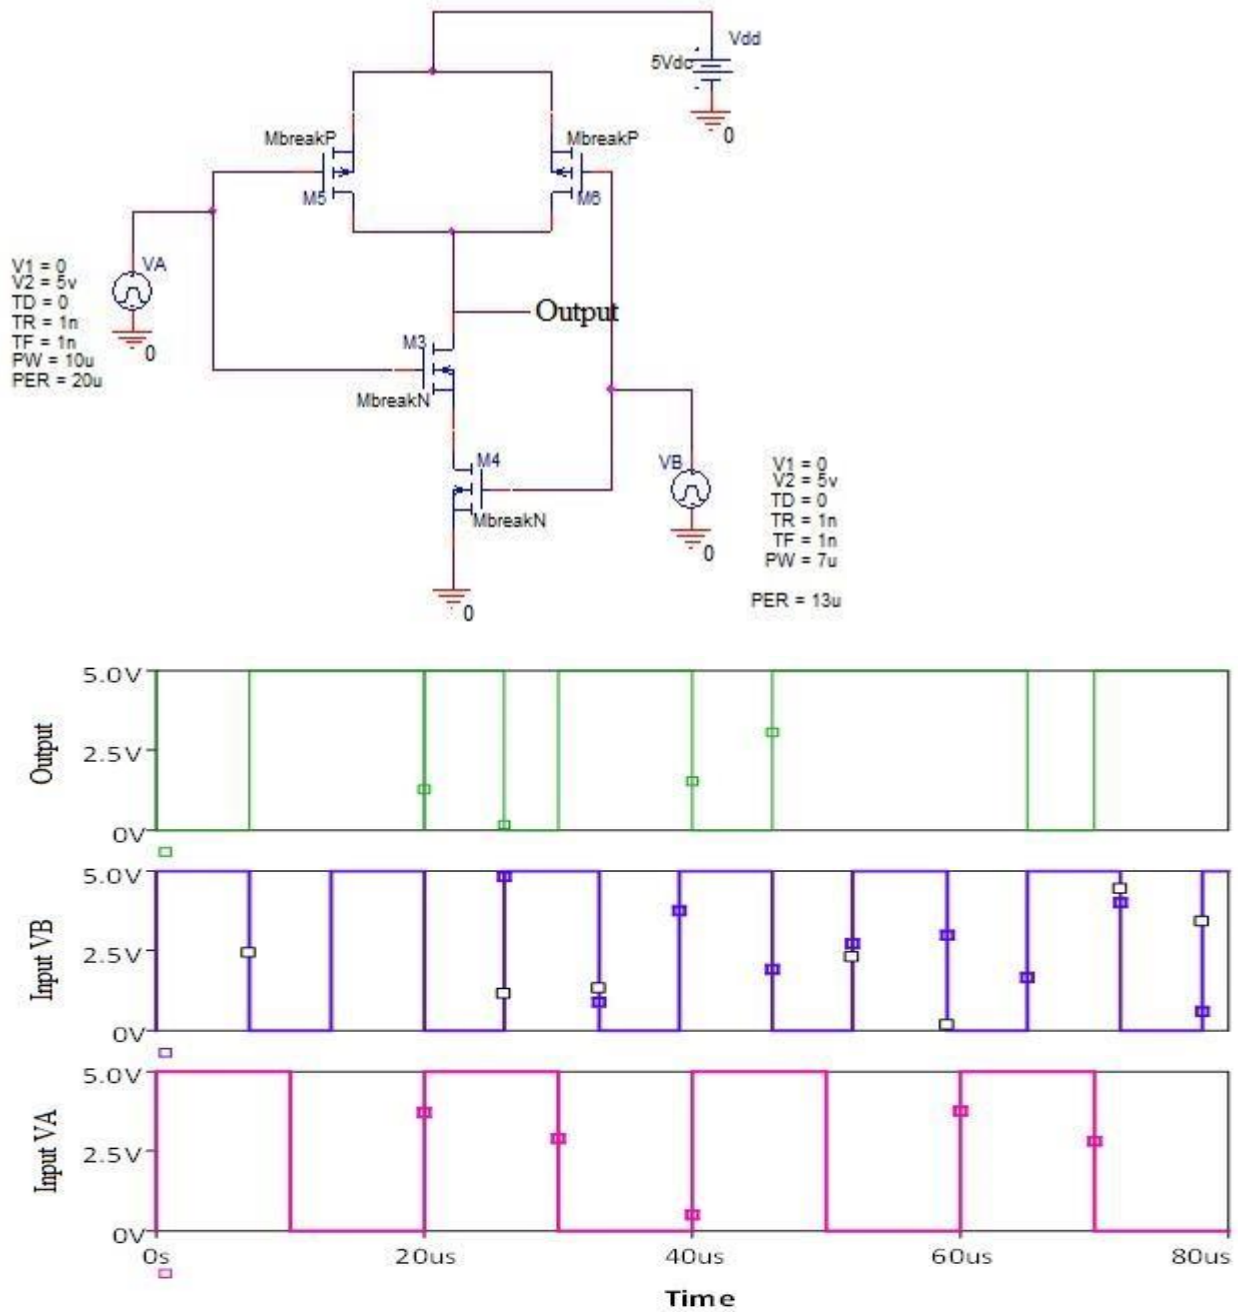 Vdd
5Vdc
0
MbreakP
MbreakP
M5
M6
VA
V1 = 0
V2 = 5v
TD = 0
TR = 1n
TF = 1n
PW = 10u
PER = 20u
0
Output
M3
MbreakN
M4
MbreakN
0
VB
V1 = 0
V2 = 5v
TD = 0
TR = 1n
TF = 1n
PW = 7u
PER = 13u
0
Output
5.0V
2.5V
0V
Input VB
5.0V
2.5V
0V
Input VA
5.0V
2.5V
0V
0s
20us
40us
60us
80us
Time